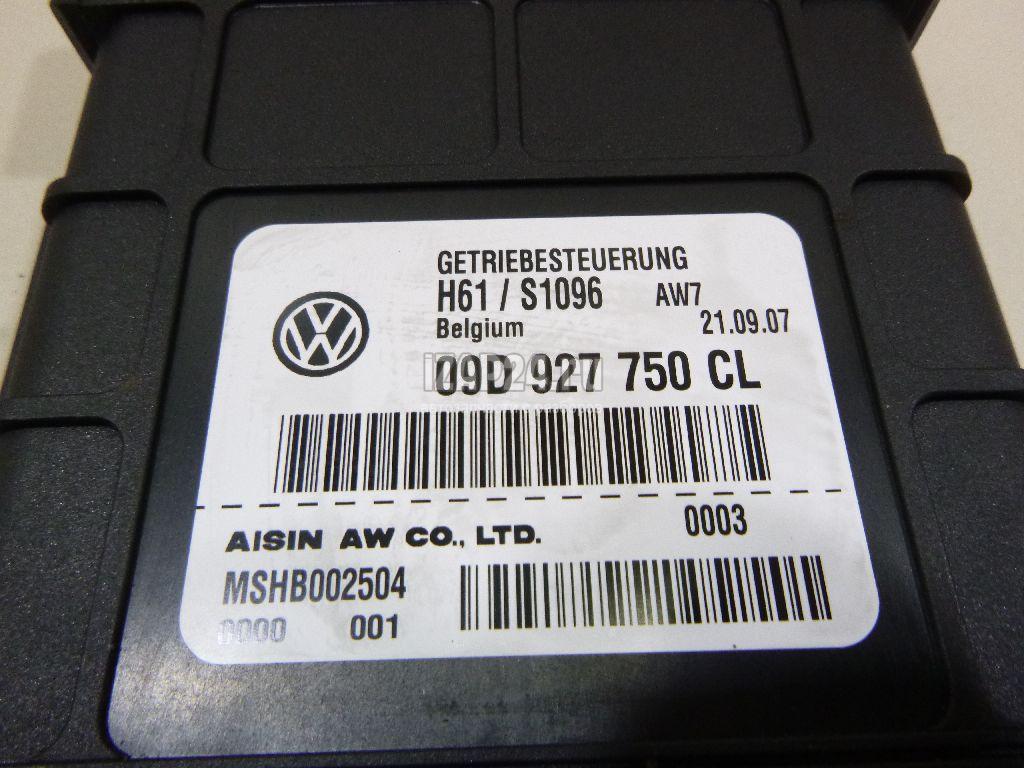 GETRIEBESTEUERUNG
H61 / S1096 AW7
Belgium 21.09.07
09D 927 750 CL
AISIN AW CO., LTD. 0003
MSHB002504
0000 001